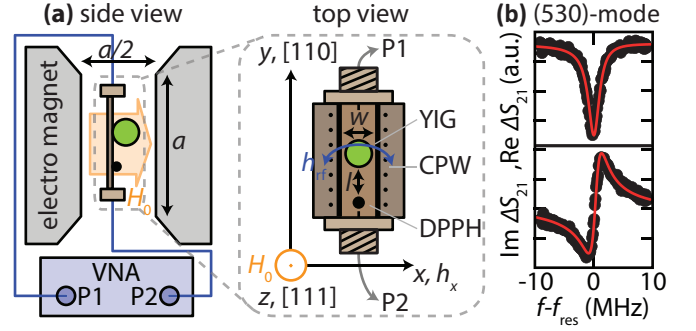 (a) side view
top view
(b) (530)-mode
a/2
electro magnet
a
H0
VNA
P1
P2
P1
y, [110]
w
YIG
hrf
CPW
l
DPPH
H0
x, hx
z, [111]
P2
Im ΔS21 , Re ΔS21 (a.u.)
-10 0 10
f-fres (MHz)